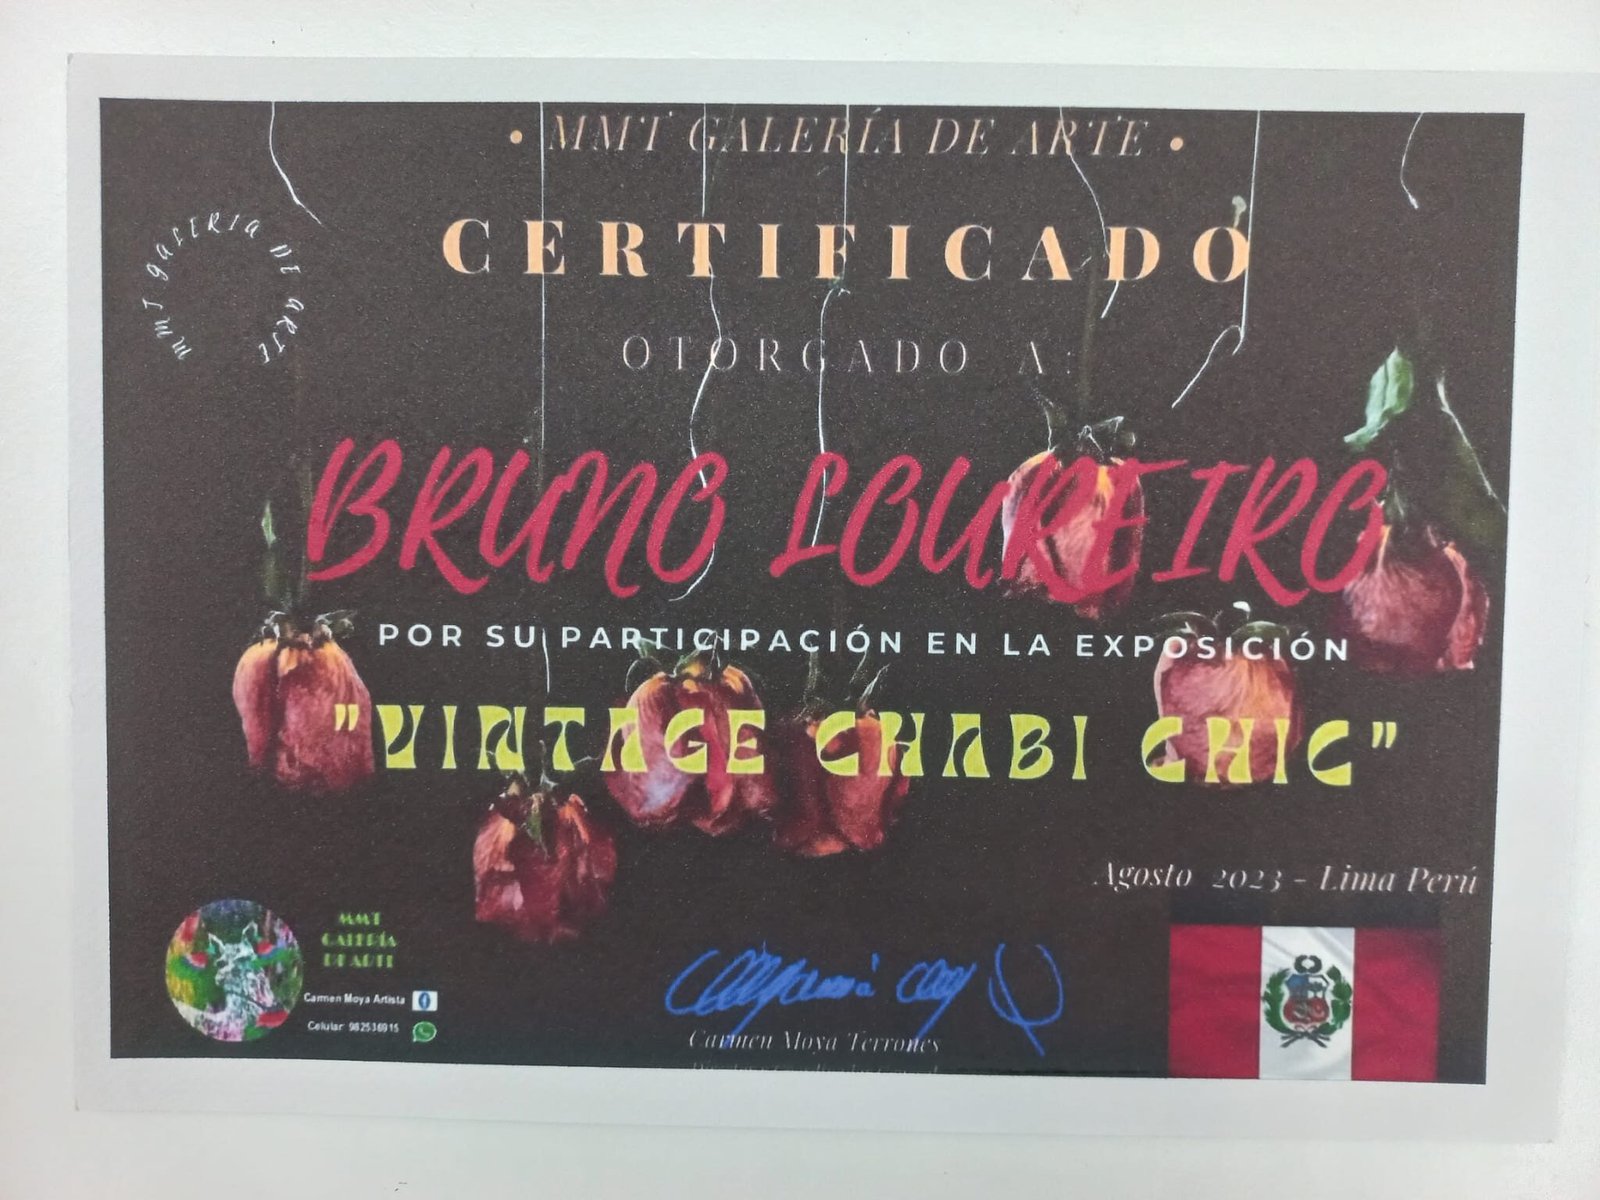 • MMT GALERÍA DE ARTE •
MMT GALERIA DE ARTE
CERTIFICADO
OTORGADO A:
BRUNO LOUREIRO
POR SU PARTICIPACIÓN EN LA EXPOSICIÓN
"VINTAGE CHABI CHIC"
Agosto 2023 - Lima Perú
MMT
GALERÍA
DE ARTE
Carmen Moya Artista
Celular 982536915
Carmen Moya Terrones